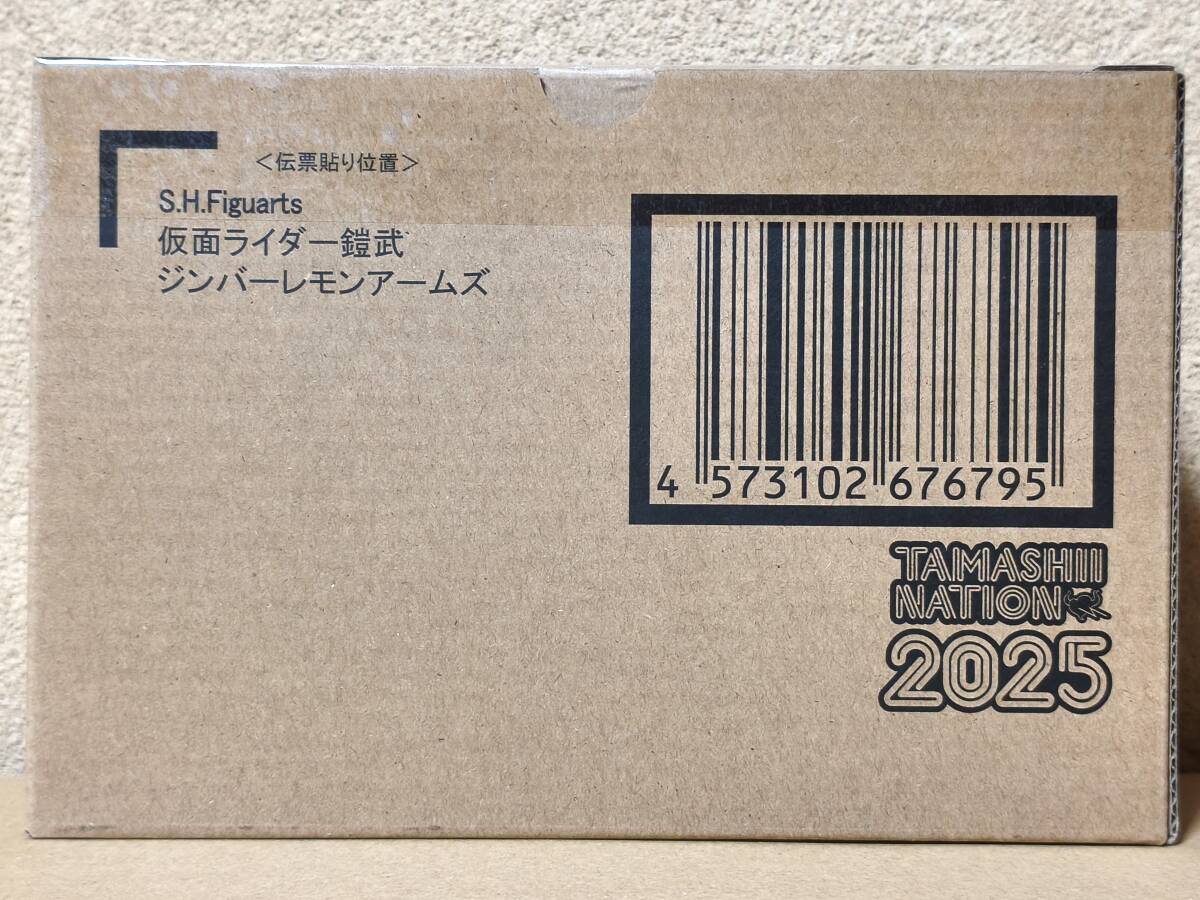 <伝票貼り位置>
S.H.Figuarts
仮面ライダー鎧武
ジンバーレモンアームズ
4 573102 676795
TAMASHIII
NATION
2025